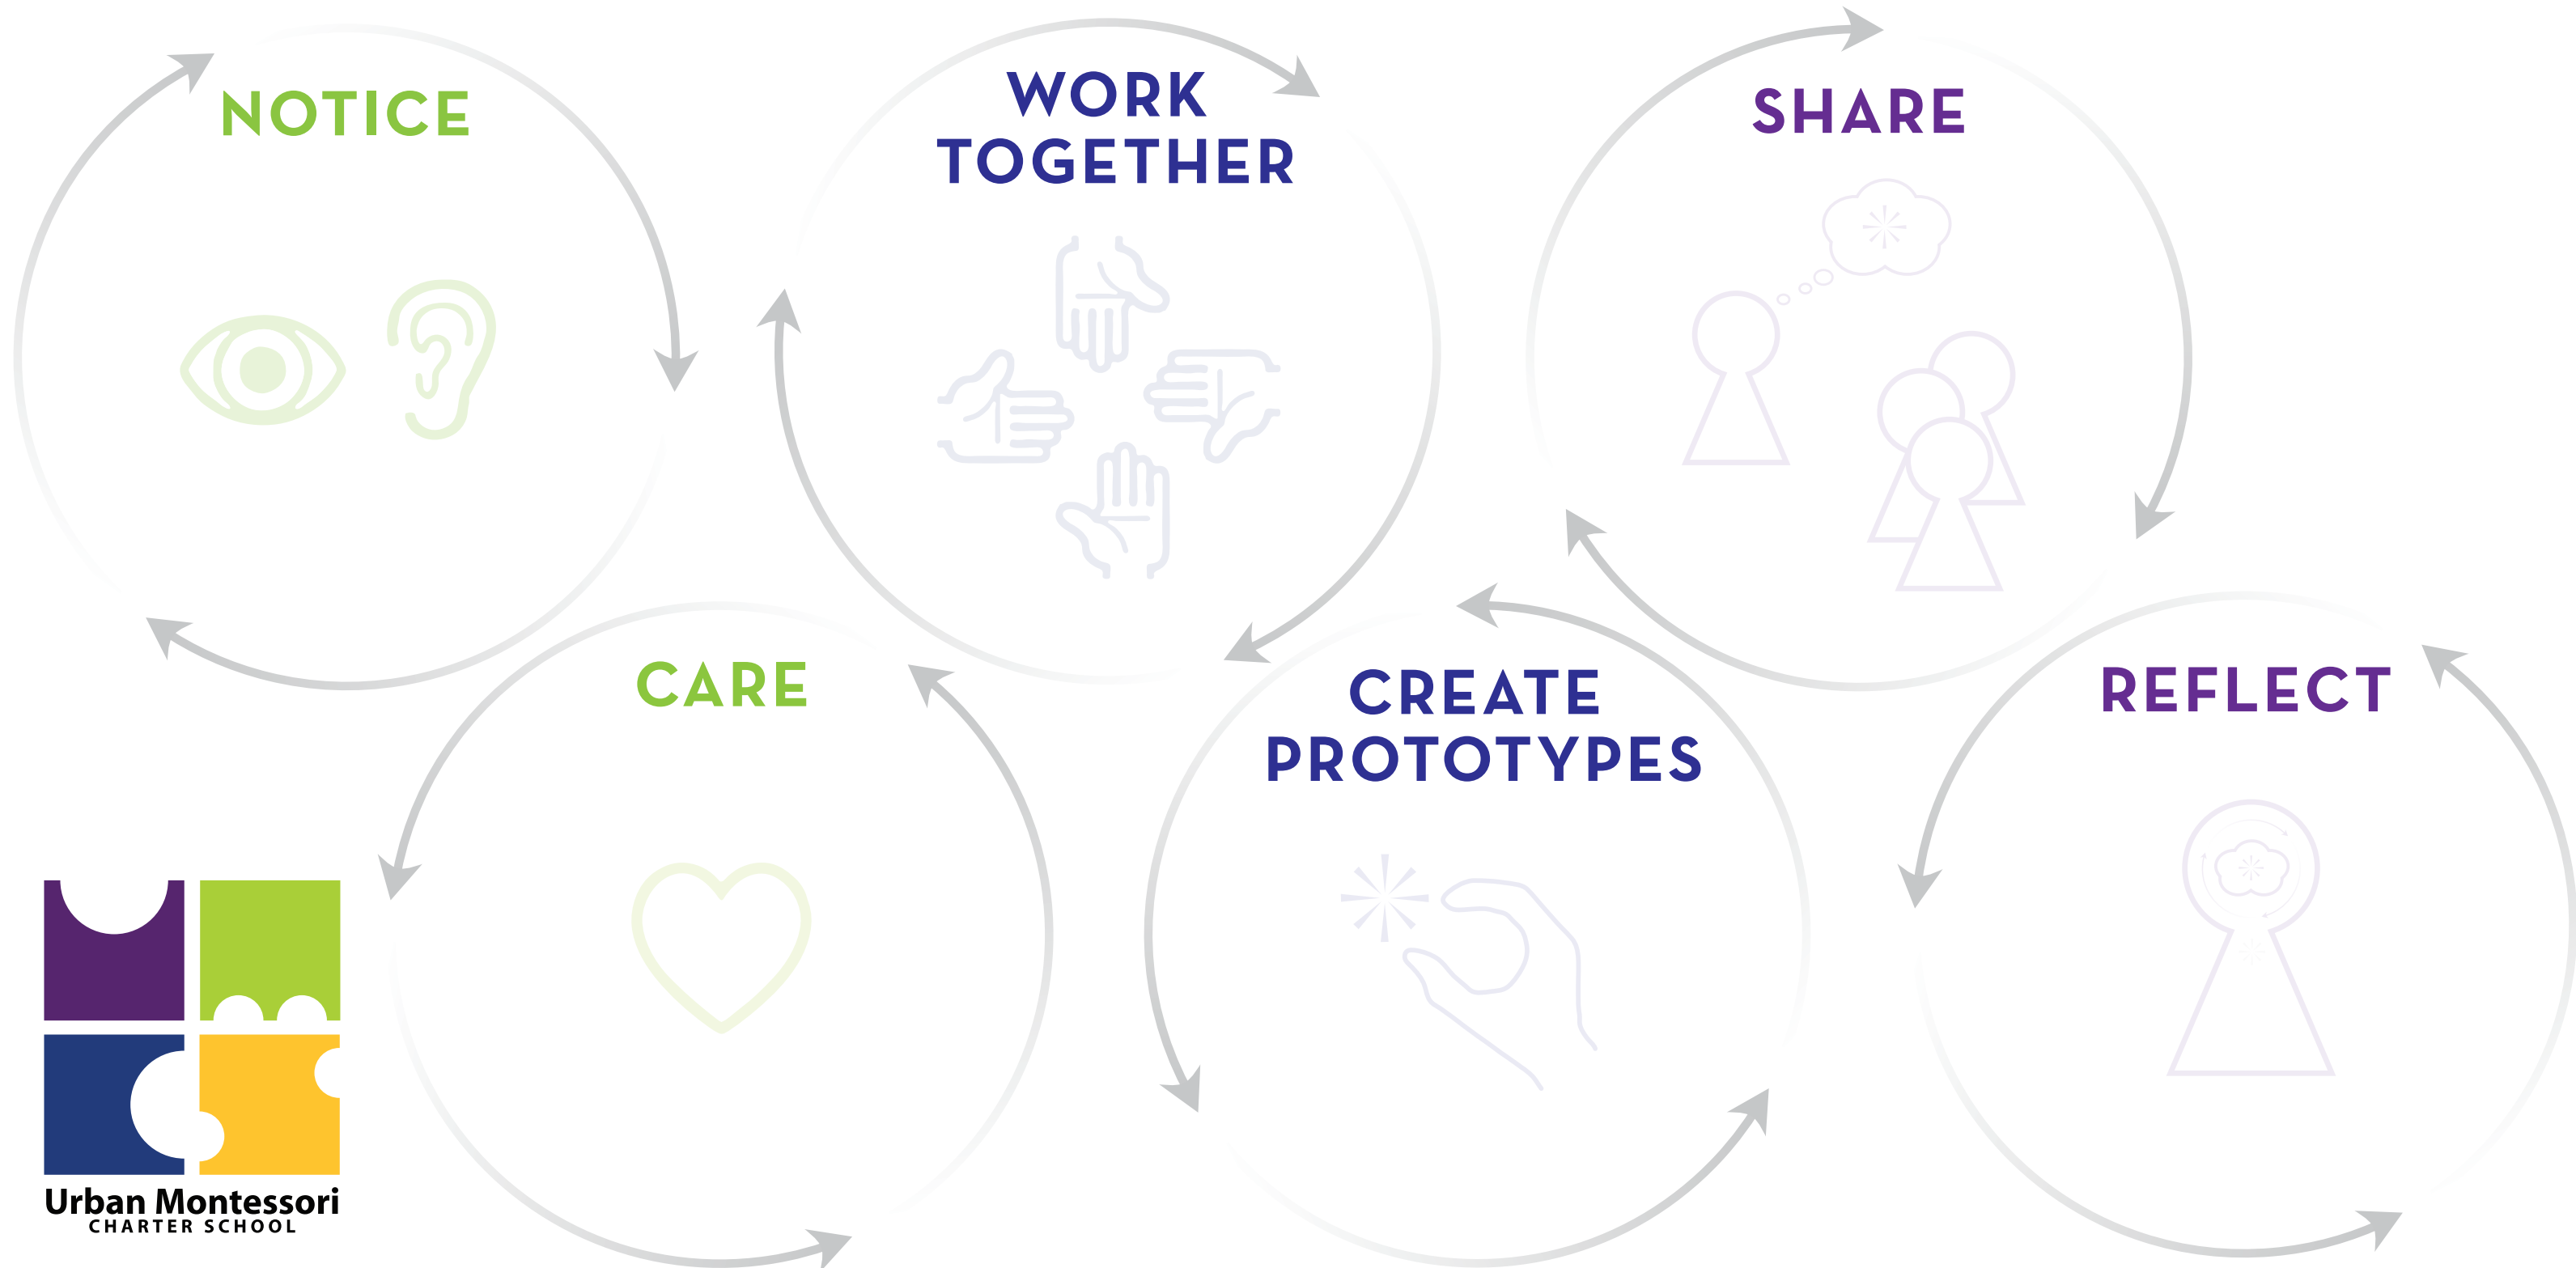 NOTICE
WORK
TOGETHER
SHARE
CARE
CREATE
PROTOTYPES
REFLECT
Urban Montessori
CHARTER SCHOOL